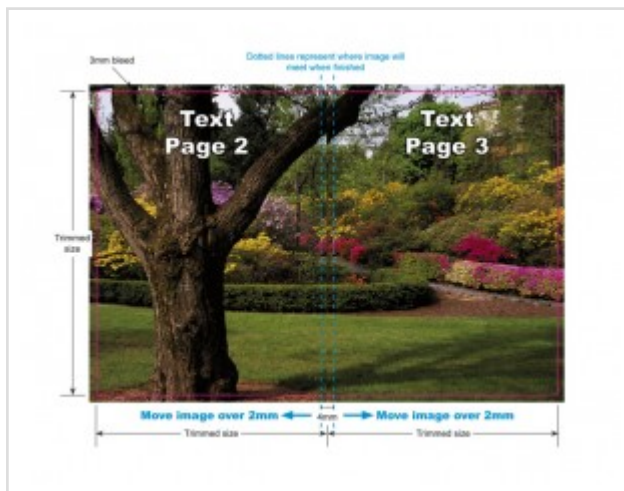 Dotted lines represent where image will
meet when finished
3mm bleed
Text
Page 2
Text
Page 3
Trimmed
size
Move image over 2mm
4mm
Move image over 2mm
Trimmed size
Trimmed size